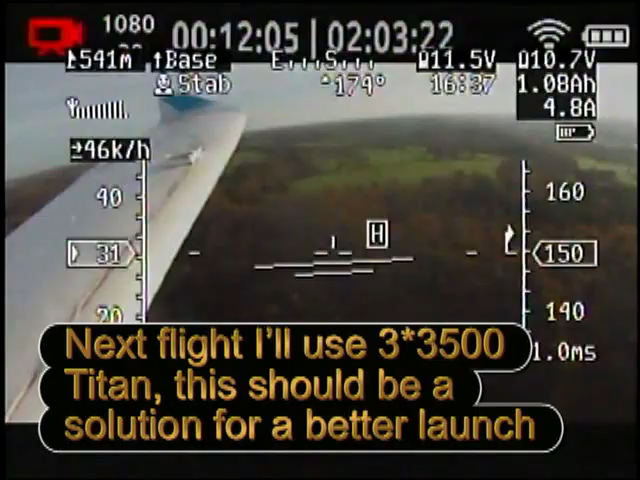 1080
00:12:05 | 02:03:22
541m
Base
E...S...
11.5V
10.7V
Stab
174°
16:37
1.08Ah
4.8A
±46k/h
40
160
31
H
150
20
140
1.0ms
Next flight I'll use 3*3500
Titan, this should be a
solution for a better launch